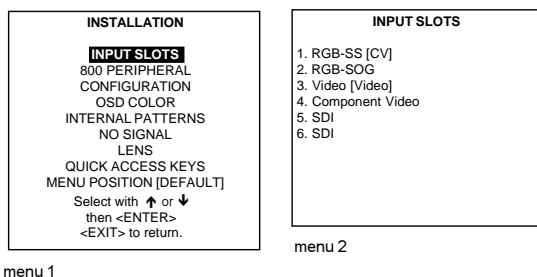 INSTALLATION
INPUT SLOTS
800 PERIPHERAL
CONFIGURATION
OSD COLOR
INTERNAL PATTERNS
NO SIGNAL
LENS
QUICK ACCESS KEYS
MENU POSITION [DEFAULT]
Select with ↑ or ↓
then <ENTER>
<EXIT> to return.
menu 1
INPUT SLOTS
1. RGB-SS [CV]
2. RGB-SOG
3. Video [Video]
4. Component Video
5. SDI
6. SDI
menu 2